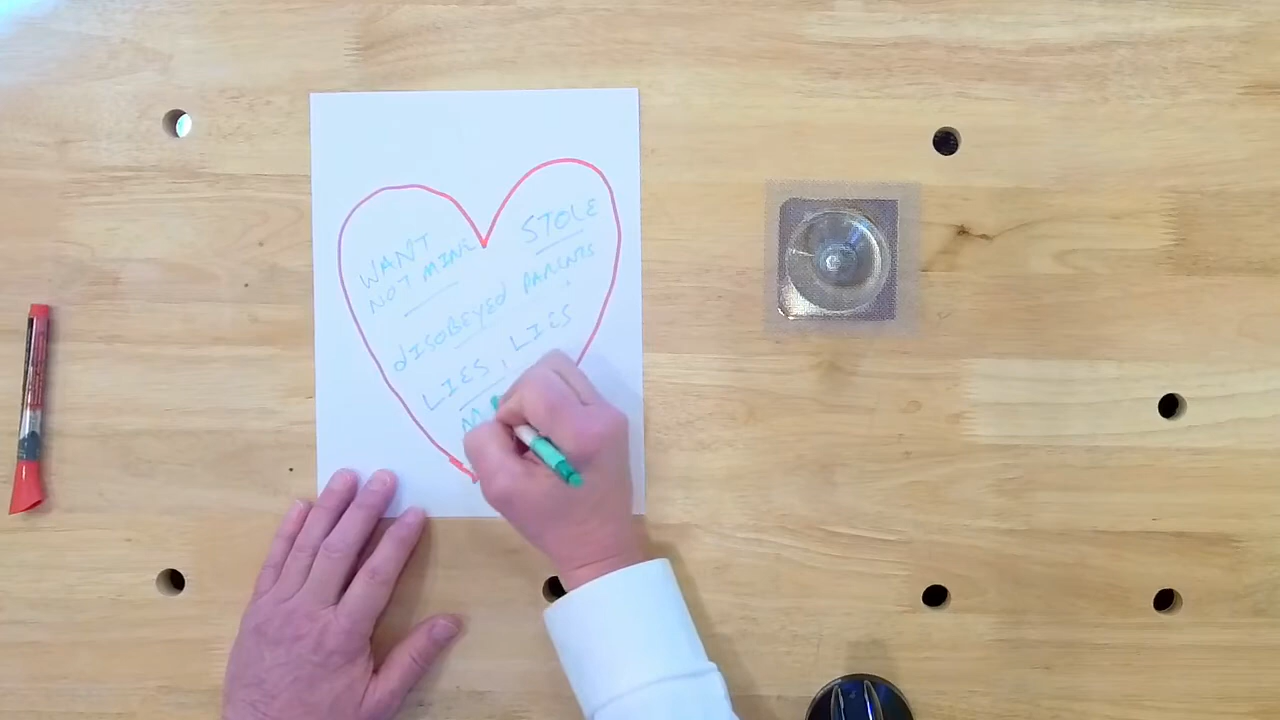 WANT
NOT MINE
STOLE
dISOBEYEd PARENTS
LIES, LIES
M